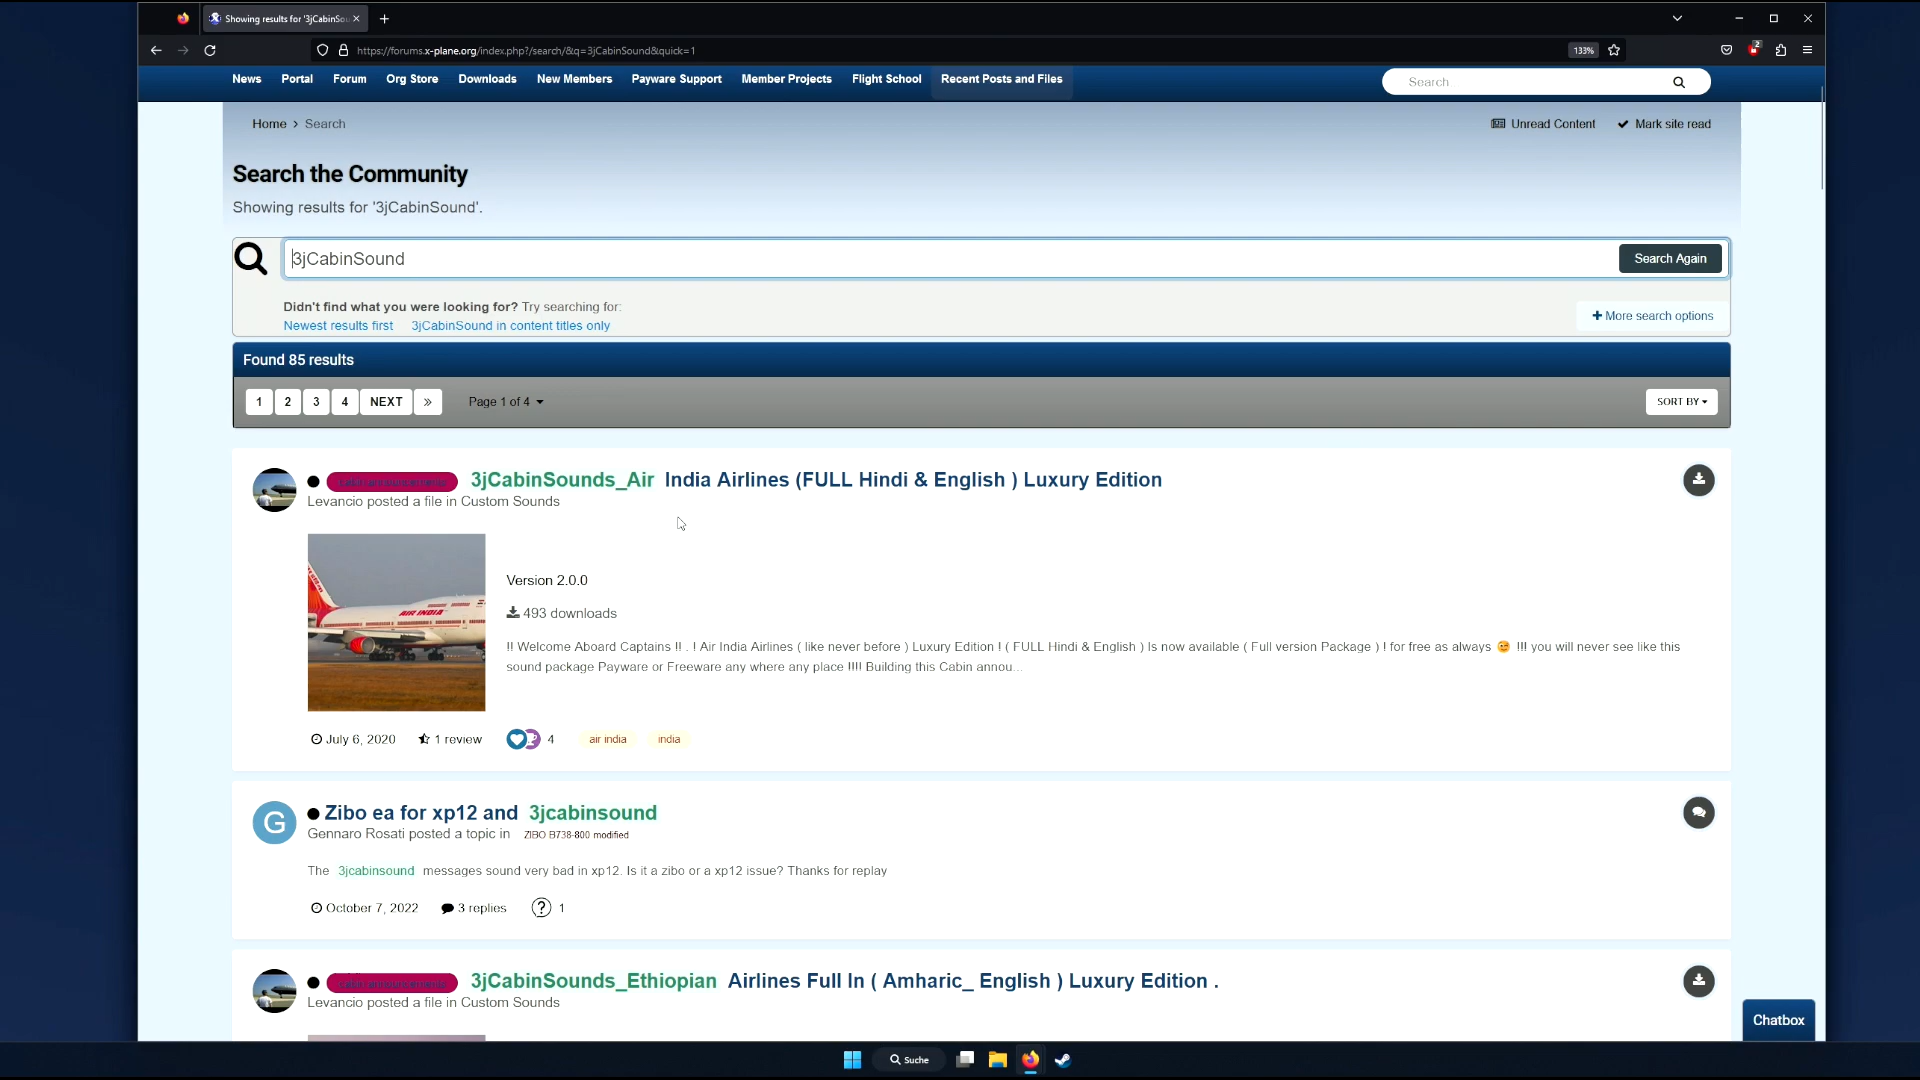 Showing results for '3jCabinSou
https://forums.x-plane.org/index.php?/search/&q=3jCabinSound&quick=1
133%
2
News Portal Forum Org Store Downloads New Members Payware Support Member Projects Flight School Recent Posts and Files
Search
Home > Search
Unread Content Mark site read
Search the Community
Showing results for '3jCabinSound'.
3jCabinSound
Search Again
Didn't find what you were looking for? Try searching for:
Newest results first 3jCabinSound in content titles only
+ More search options
Found 85 results
1 2 3 4 NEXT » Page 1 of 4
SORT BY
3jCabinSounds_Air India Airlines (FULL Hindi & English ) Luxury Edition
Levancio posted a file in Custom Sounds
AIR INDIA
Version 2.0.0
493 downloads
!! Welcome Aboard Captains !! . ! Air India Airlines ( like never before ) Luxury Edition ! ( FULL Hindi & English ) Is now available ( Full version Package ) ! for free as always !!! you will never see like this
sound package Payware or Freeware any where any place !!!! Building this Cabin annou...
July 6, 2020 1 review 4 air india india
G
Zibo ea for xp12 and 3jcabinsound
Gennaro Rosati posted a topic in ZIBO B738-800 modified
The 3jcabinsound messages sound very bad in xp12. Is it a zibo or a xp12 issue? Thanks for replay
October 7, 2022 3 replies ? 1
3jCabinSounds_Ethiopian Airlines Full In ( Amharic_ English ) Luxury Edition .
Levancio posted a file in Custom Sounds
Chatbox
Suche